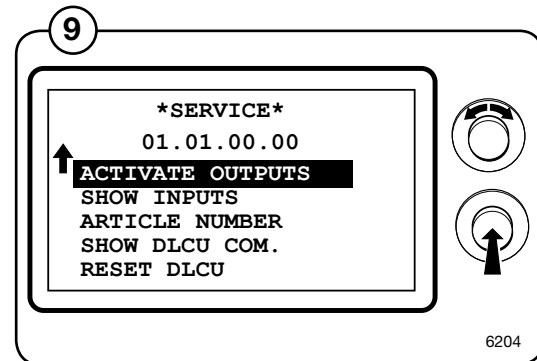 9
*SERVICE*
01.01.00.00
ACTIVATE OUTPUTS
SHOW INPUTS
ARTICLE NUMBER
SHOW DLCU COM.
RESET DLCU
6204